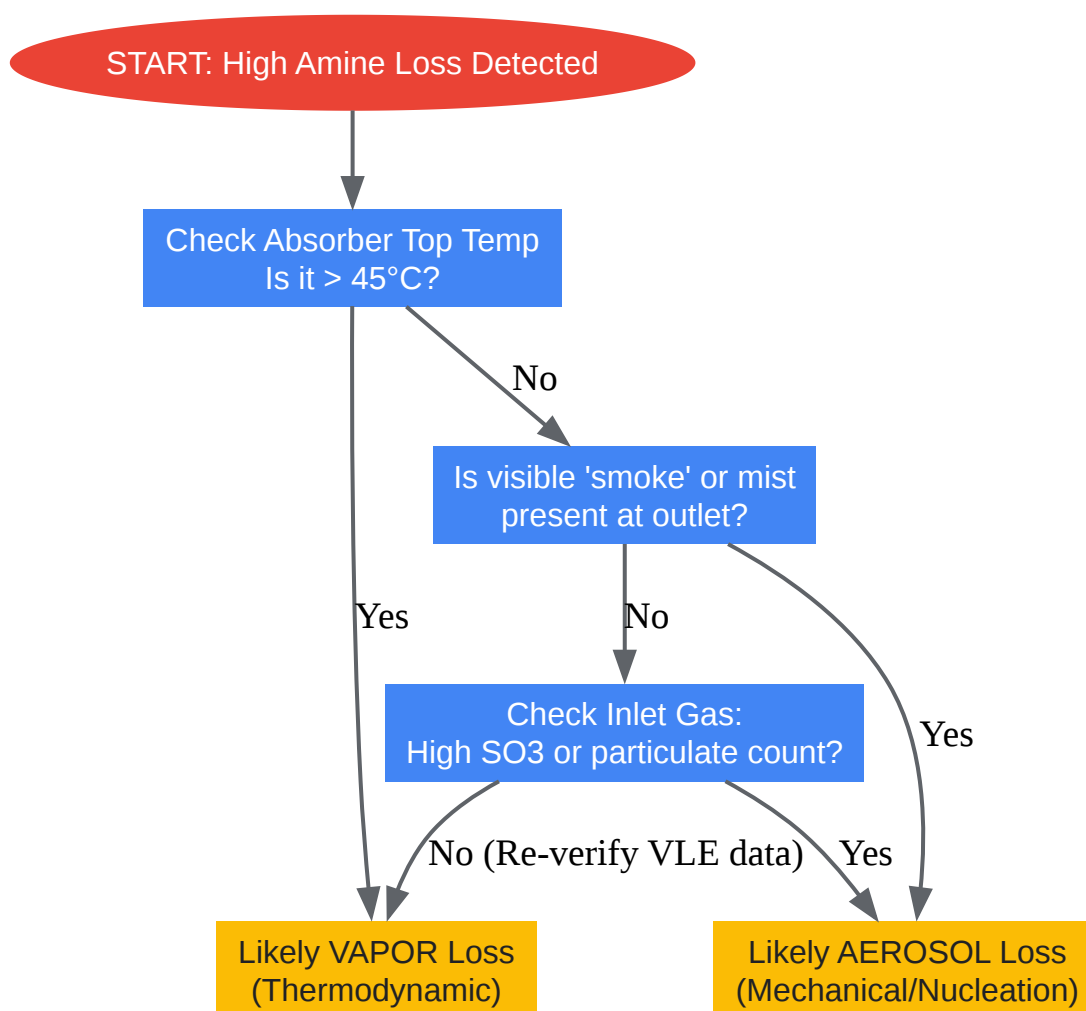 START: High Amine Loss Detected
Check Absorber Top Temp
Is it > 45°C?
No
Is visible 'smoke' or mist
present at outlet?
Yes
No
Check Inlet Gas:
High SO3 or particulate count?
Yes
No (Re-verify VLE data)
Yes
Likely VAPOR Loss
(Thermodynamic)
Likely AEROSOL Loss
(Mechanical/Nucleation)